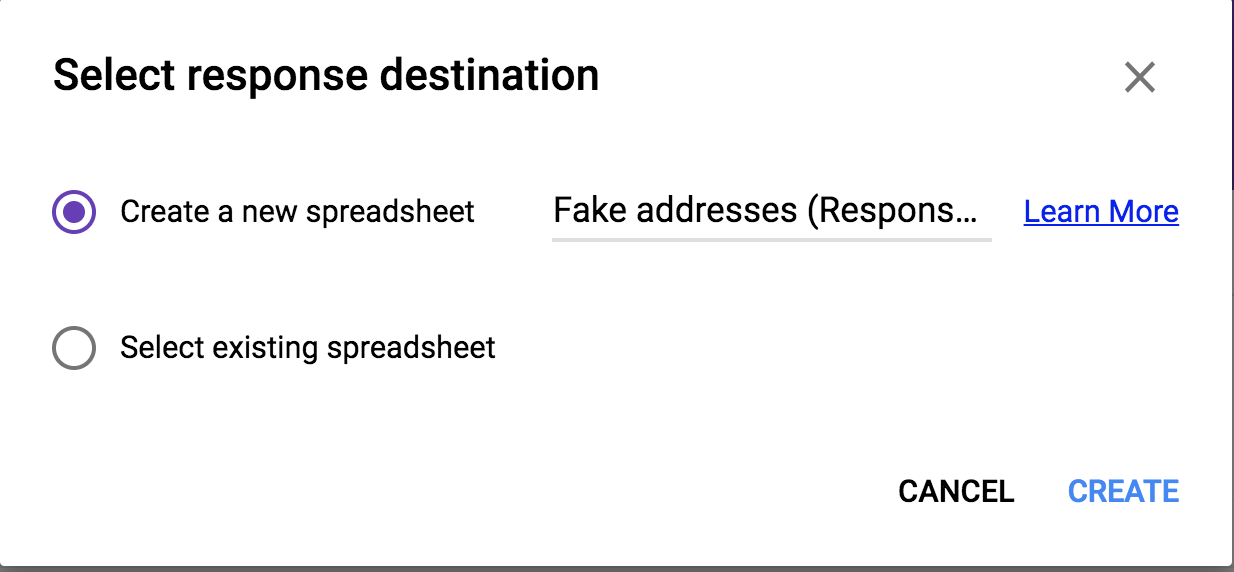 Select response destination
Create a new spreadsheet Fake addresses (Respons... Learn More
Select existing spreadsheet
CANCEL CREATE